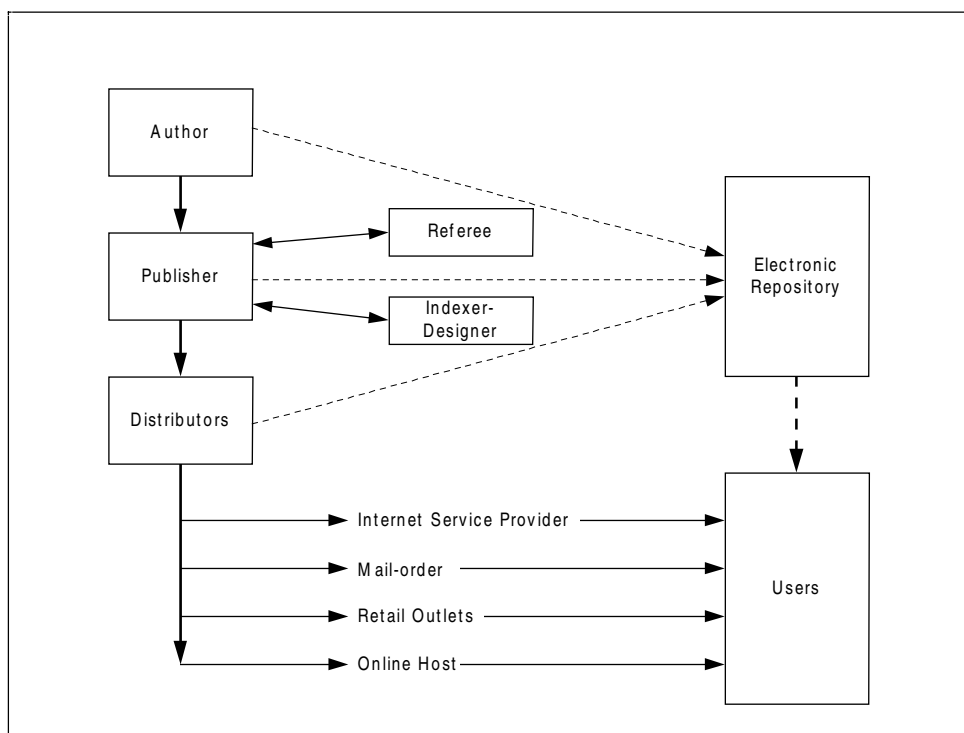 Author
Referee
Publisher
Electronic
Repository
Indexer-
Designer
Distributors
Internet Service Provider
Mail-order
Users
Retail Outlets
Online Host